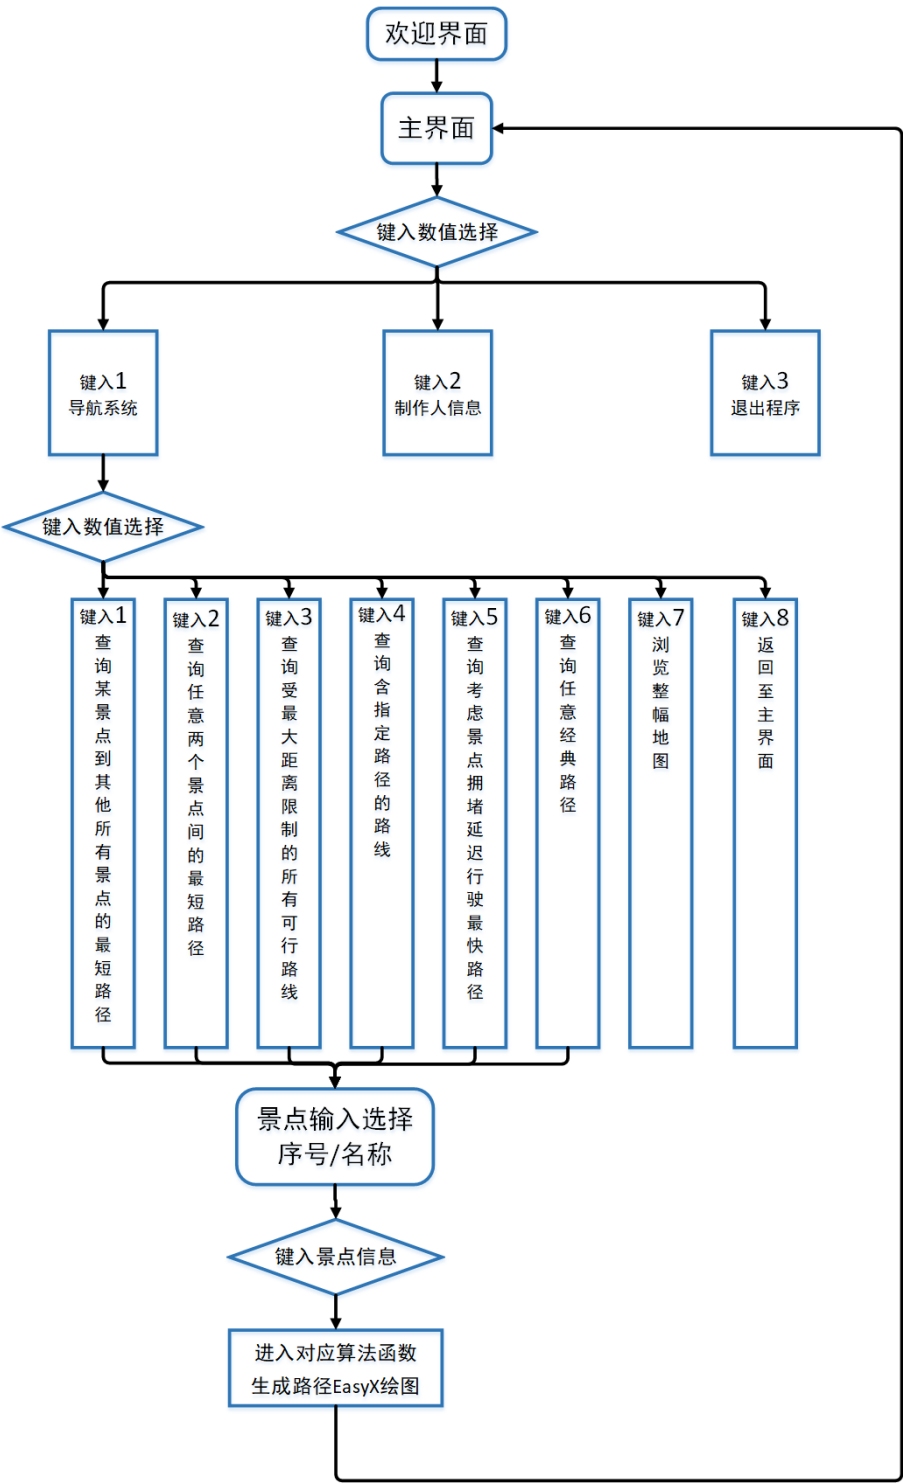 欢迎界面
主界面
键入数值选择
键入1
导航系统
键入2
制作人信息
键入3
退出程序
键入数值选择
键入1
查询某景点到其他所有景点的最短路径
键入2
查询任意两个景点间的最短路径
键入3
查询受最大距离限制的所有可行路线
键入4
查询含指定路径的路线
键入5
查询考虑景点拥堵延迟行驶最快路径
键入6
查询任意经典路径
键入7
浏览整幅地图
键入8
返回至主界面
景点输入选择
序号/名称
键入景点信息
进入对应算法函数
生成路径EasyX绘图